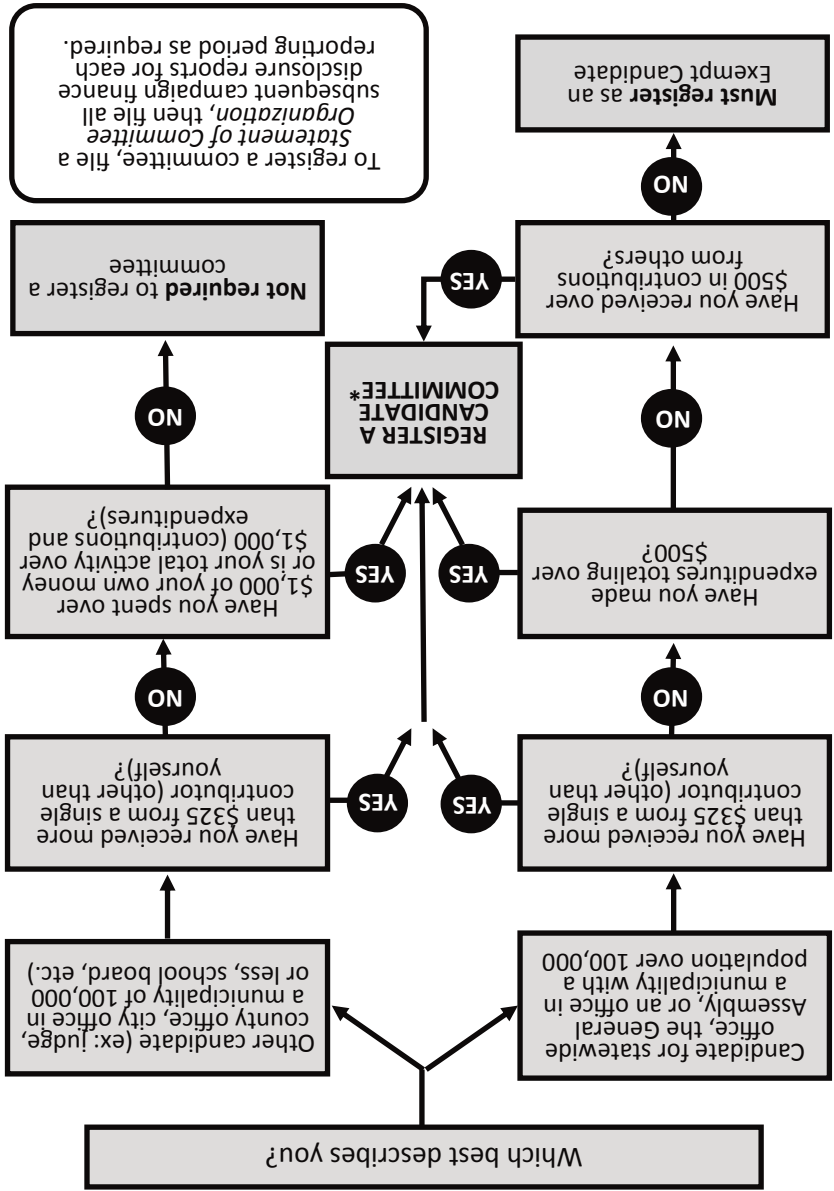 Which best describes you?
Candidate for statewide
office, the General
Assembly, or an office in
a municipality with a
population over 100,000
Other candidate (ex: judge,
county office, city office in
a municipality of 100,000
or less, school board, etc.)
Have you received more
than $325 from a single
contributor (other than
yourself)?
YES
YES
Have you received more
than $325 from a single
contributor (other than
yourself)?
NO
NO
Have you made
expenditures totaling over
$500?
YES
YES
Have you spent over
$1,000 of your own money
or is your total activity over
$1,000 (contributions and
expenditures)?
NO
REGISTER A
CANDIDATE
COMMITTEE*
NO
Have you received over
$500 in contributions
from others?
YES
Not required to register a
committee
NO
Must register as an
Exempt Candidate
To register a committee, file a
Statement of Committee
Organization, then file all
subsequent campaign finance
disclosure reports for each
reporting period as required.